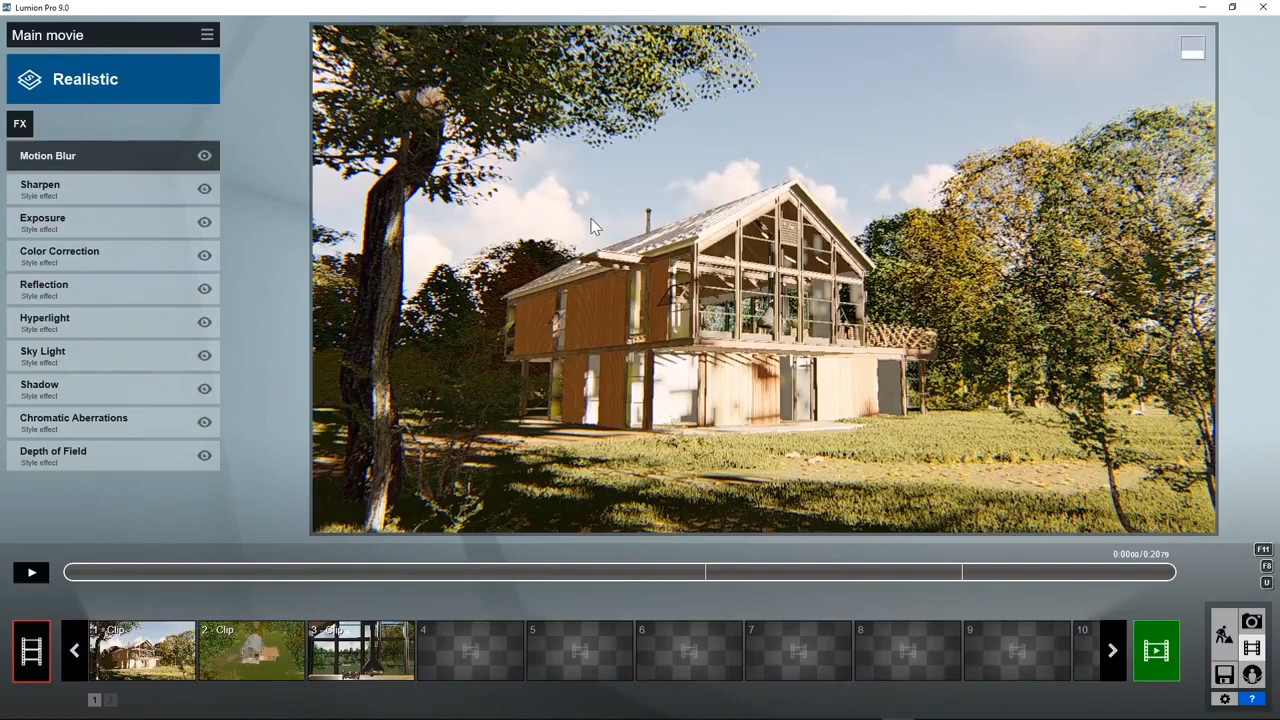 Lumion Pro 9.0
Main movie
Realistic
FX
Motion Blur
Sharpen
Style effect
Exposure
Style effect
Color Correction
Style effect
Reflection
Style effect
Hyperlight
Style effect
Sky Light
Style effect
Shadow
Style effect
Chromatic Aberrations
Style effect
Depth of Field
Style effect
0:0000/0:2079
F11
F8
U
1 - Clip
2 - Clip
3 - Clip
4
5
6
7
8
9
10
?
1
2